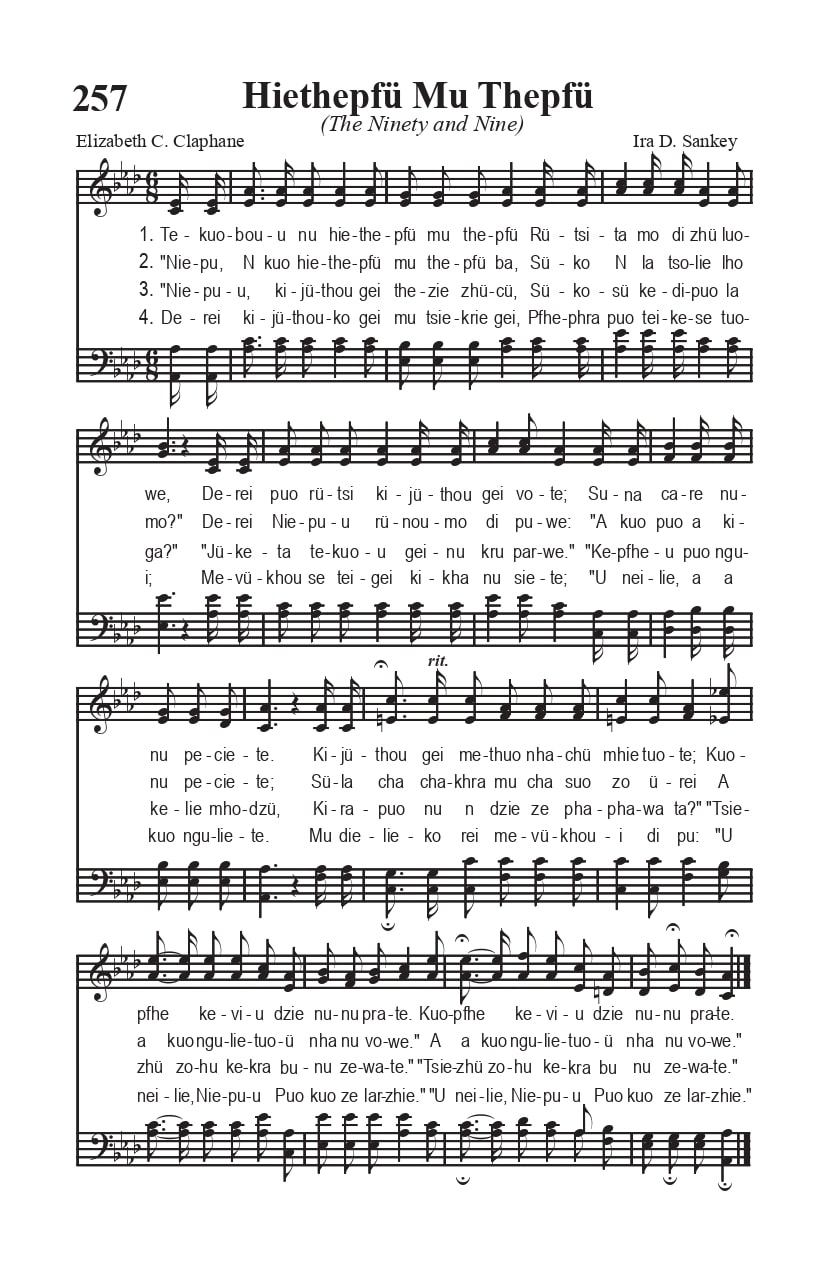 257
Hiethepfü Mu Thepfü
(The Ninety and Nine)
Elizabeth C. Claphane
Ira D. Sankey
1. Te - kuo-bou - u nu hie-the-pfü mu the-pfü Rü - tsi - ta mo di zhü luo-
2. "Nie-pu, N kuo hie-the-pfü mu the-pfü ba, Sü - ko N la tso-lie lho
3. "Nie-pu - u, ki-jü-thou gei the-zie zhü-cü, Sü-ko - sü ke-di-puo la
4. De - rei ki-jü-thou-ko gei mu tsie-krie gei, Pfhe-phra puo tei-ke-se tuo-
we, De-rei puo rü-tsi ki - jü-thou gei vo - te; Su - na ca - re nu-
mo?" De-rei Nie-pu - u rü-nou-mo di pu-we: "A kuo puo a ki-
ga?" "Jü-ke - ta te-kuo - u gei - nu kru par-we." "Ke-pfhe - u puo ngu-
i; Me-vü-khou se tei - gei ki - kha nu sie - te; "U nei - lie, a a
rit.
nu pe-cie-te. Ki - jü-thou gei me-thuo nha-chü mhie tuo-te; Kuo-
nu pe-cie-te; Sü-la cha cha-khra mu cha suo zo ü - rei A
ke-lie mho-dzü, Ki-ra-puo nu n dzie ze pha-pha-wa ta?" "Tsie-
kuo ngu-lie-te. Mu die-lie-ko rei me-vü-khou - i di pu: "U
pfhe ke-vi-u dzie nu-nu pra-te. Kuo-pfhe ke-vi-u dzie nu-nu pra-te.
a kuo ngu-lie-tuo-ü nha nu vo-we." A a kuo ngu-lie-tuo-ü nha nu vo-we."
zhü zo-hu ke-kra bu - nu ze-wa-te." "Tsie-zhü zo-hu ke-kra bu nu ze-wa-te."
nei-lie, Nie-pu-u Puo kuo ze lar-zhie." "U nei-lie, Nie-pu-u Puo kuo ze lar-zhie."